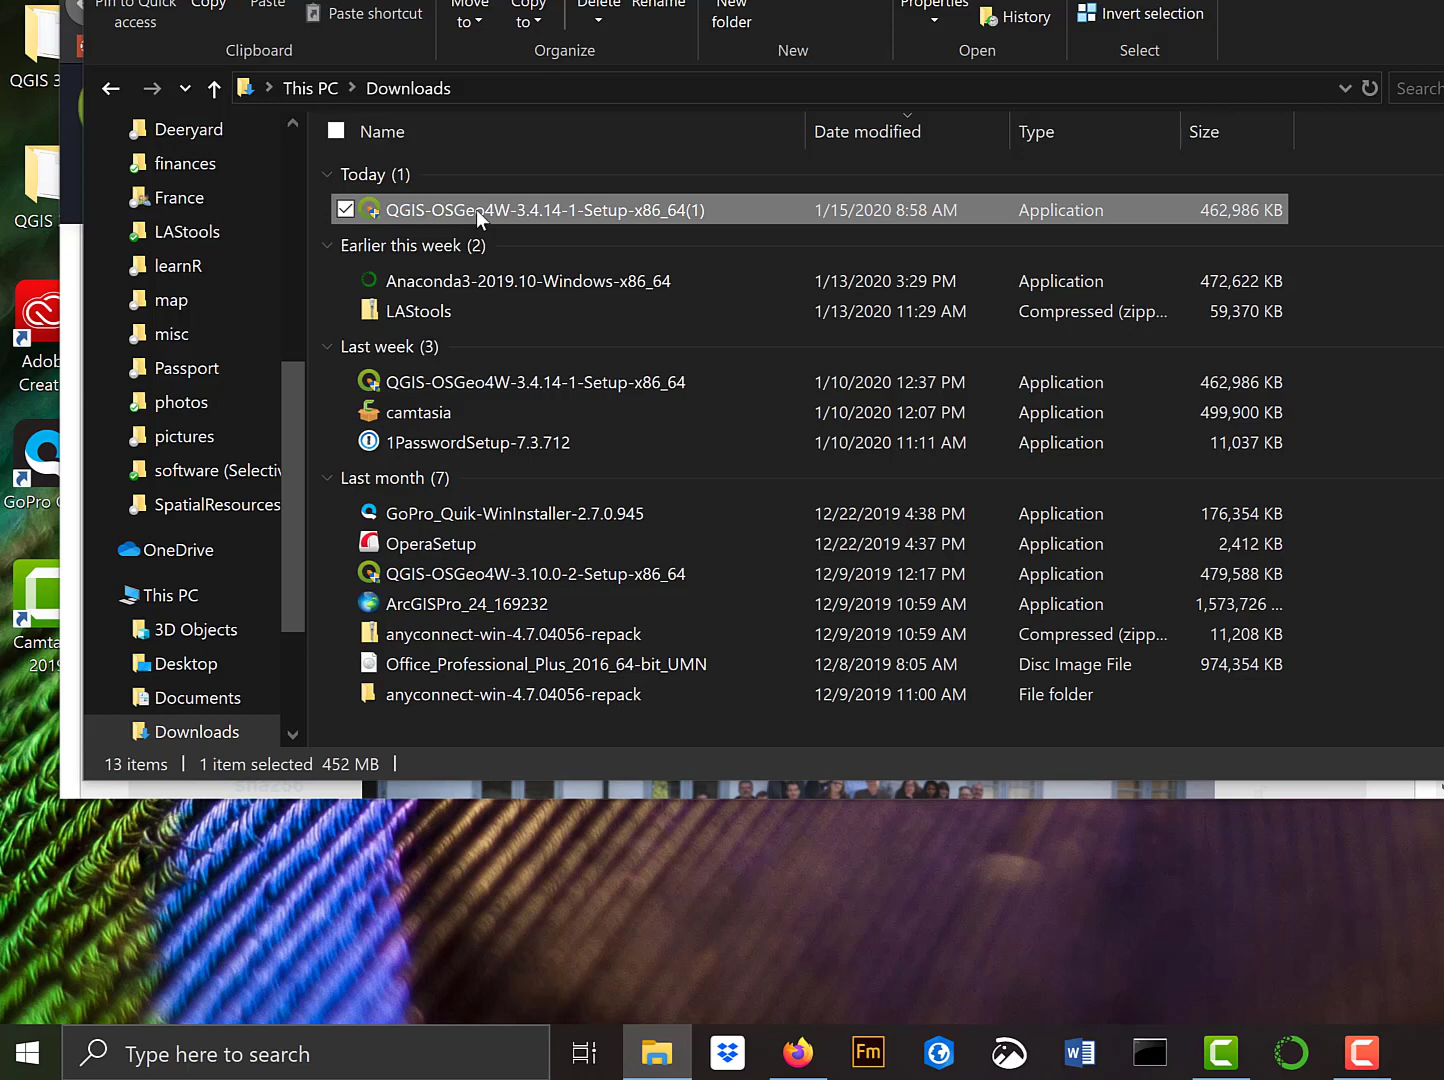 Pin to Quick access
Copy
Paste
Paste shortcut
Clipboard
Move to
Copy to
Delete
Rename
Organize
New folder
New
Properties
History
Open
Invert selection
Select
This PC
Downloads
Search
Name
Date modified
Type
Size
Today (1)
QGIS-OSGeo4W-3.4.14-1-Setup-x86_64(1) 1/15/2020 8:58 AM Application 462,986 KB
Earlier this week (2)
Anaconda3-2019.10-Windows-x86_64 1/13/2020 3:29 PM Application 472,622 KB
LAStools 1/13/2020 11:29 AM Compressed (zipp... 59,370 KB
Last week (3)
QGIS-OSGeo4W-3.4.14-1-Setup-x86_64 1/10/2020 12:37 PM Application 462,986 KB
camtasia 1/10/2020 12:07 PM Application 499,900 KB
1PasswordSetup-7.3.712 1/10/2020 11:11 AM Application 11,037 KB
Last month (7)
GoPro_Quik-WinInstaller-2.7.0.945 12/22/2019 4:38 PM Application 176,354 KB
OperaSetup 12/22/2019 4:37 PM Application 2,412 KB
QGIS-OSGeo4W-3.10.0-2-Setup-x86_64 12/9/2019 12:17 PM Application 479,588 KB
ArcGISPro_24_169232 12/9/2019 10:59 AM Application 1,573,726 ...
anyconnect-win-4.7.04056-repack 12/9/2019 10:59 AM Compressed (zipp... 11,208 KB
Office_Professional_Plus_2016_64-bit_UMN 12/8/2019 8:05 AM Disc Image File 974,354 KB
anyconnect-win-4.7.04056-repack 12/9/2019 11:00 AM File folder
Deeryard
finances
France
LAStools
learnR
map
misc
Passport
photos
pictures
software (Selecti
SpatialResources
OneDrive
This PC
3D Objects
Desktop
Documents
Downloads
13 items
1 item selected 452 MB
sha256
QGIS 3
QGIS
Adob
Creat
GoPro
Camta
2019
Type here to search
Fm